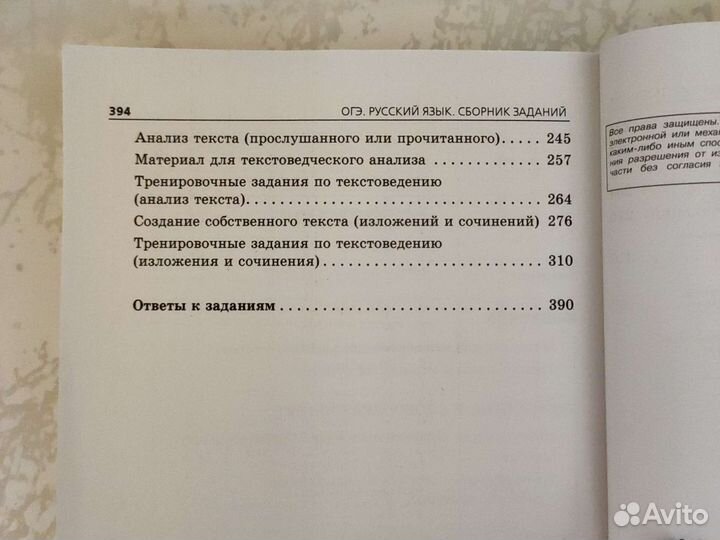 394 ОГЭ. РУССКИЙ ЯЗЫК. СБОРНИК ЗАДАНИЙ
Анализ текста (прослушанного или прочитанного)..... 245
Материал для текстоведческого анализа ............... 257
Тренировочные задания по текстоведению
(анализ текста)........................................ 264
Создание собственного текста (изложений и сочинений) 276
Тренировочные задания по текстоведению
(изложения и сочинения)............................. 310
Ответы к заданиям .................................... 390
Все права защищены.
электронной или меха
каким-либо иным спос
ния разрешения от из
части без согласия
Avito